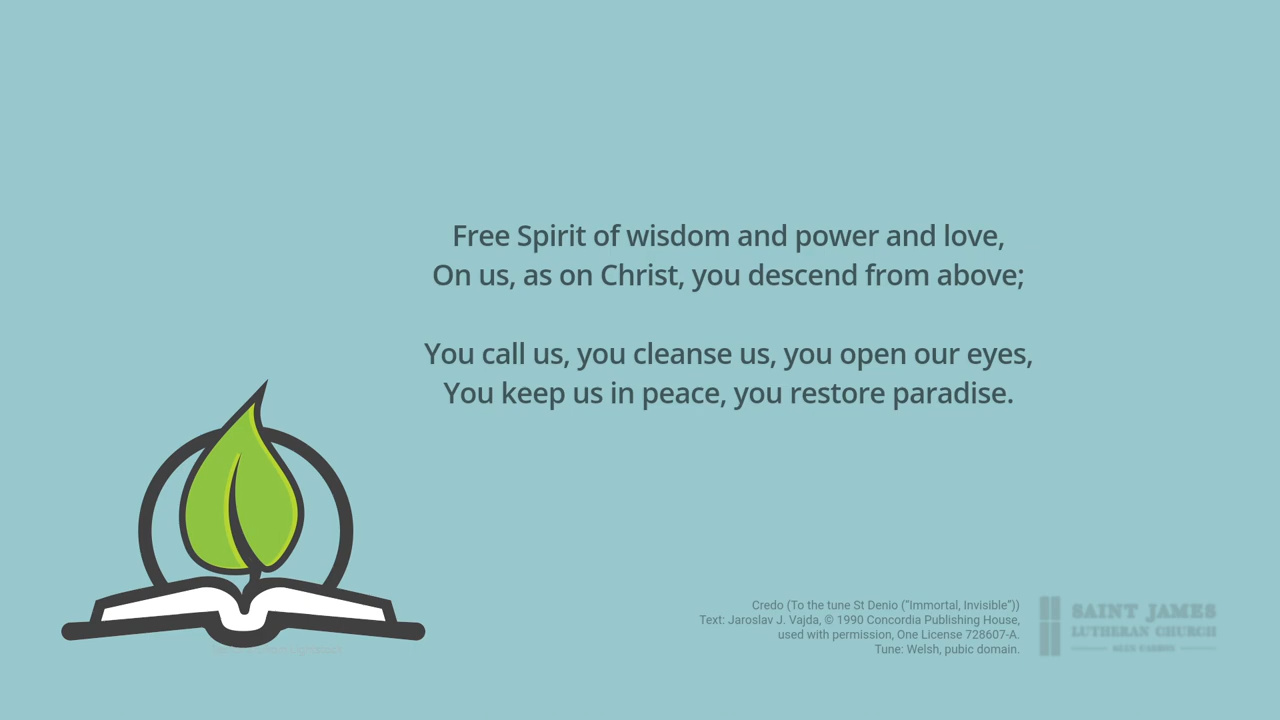 Free Spirit of wisdom and power and love,
On us, as on Christ, you descend from above;
You call us, you cleanse us, you open our eyes,
You keep us in peace, you restore paradise.
Credo (To the tune St Denio (“Immortal, Invisible”))
Text: Jaroslav J. Vajda, © 1990 Concordia Publishing House,
used with permission, One License 728607-A.
Tune: Welsh, pubic domain.
SAINT JAMES
LUTHERAN CHURCH